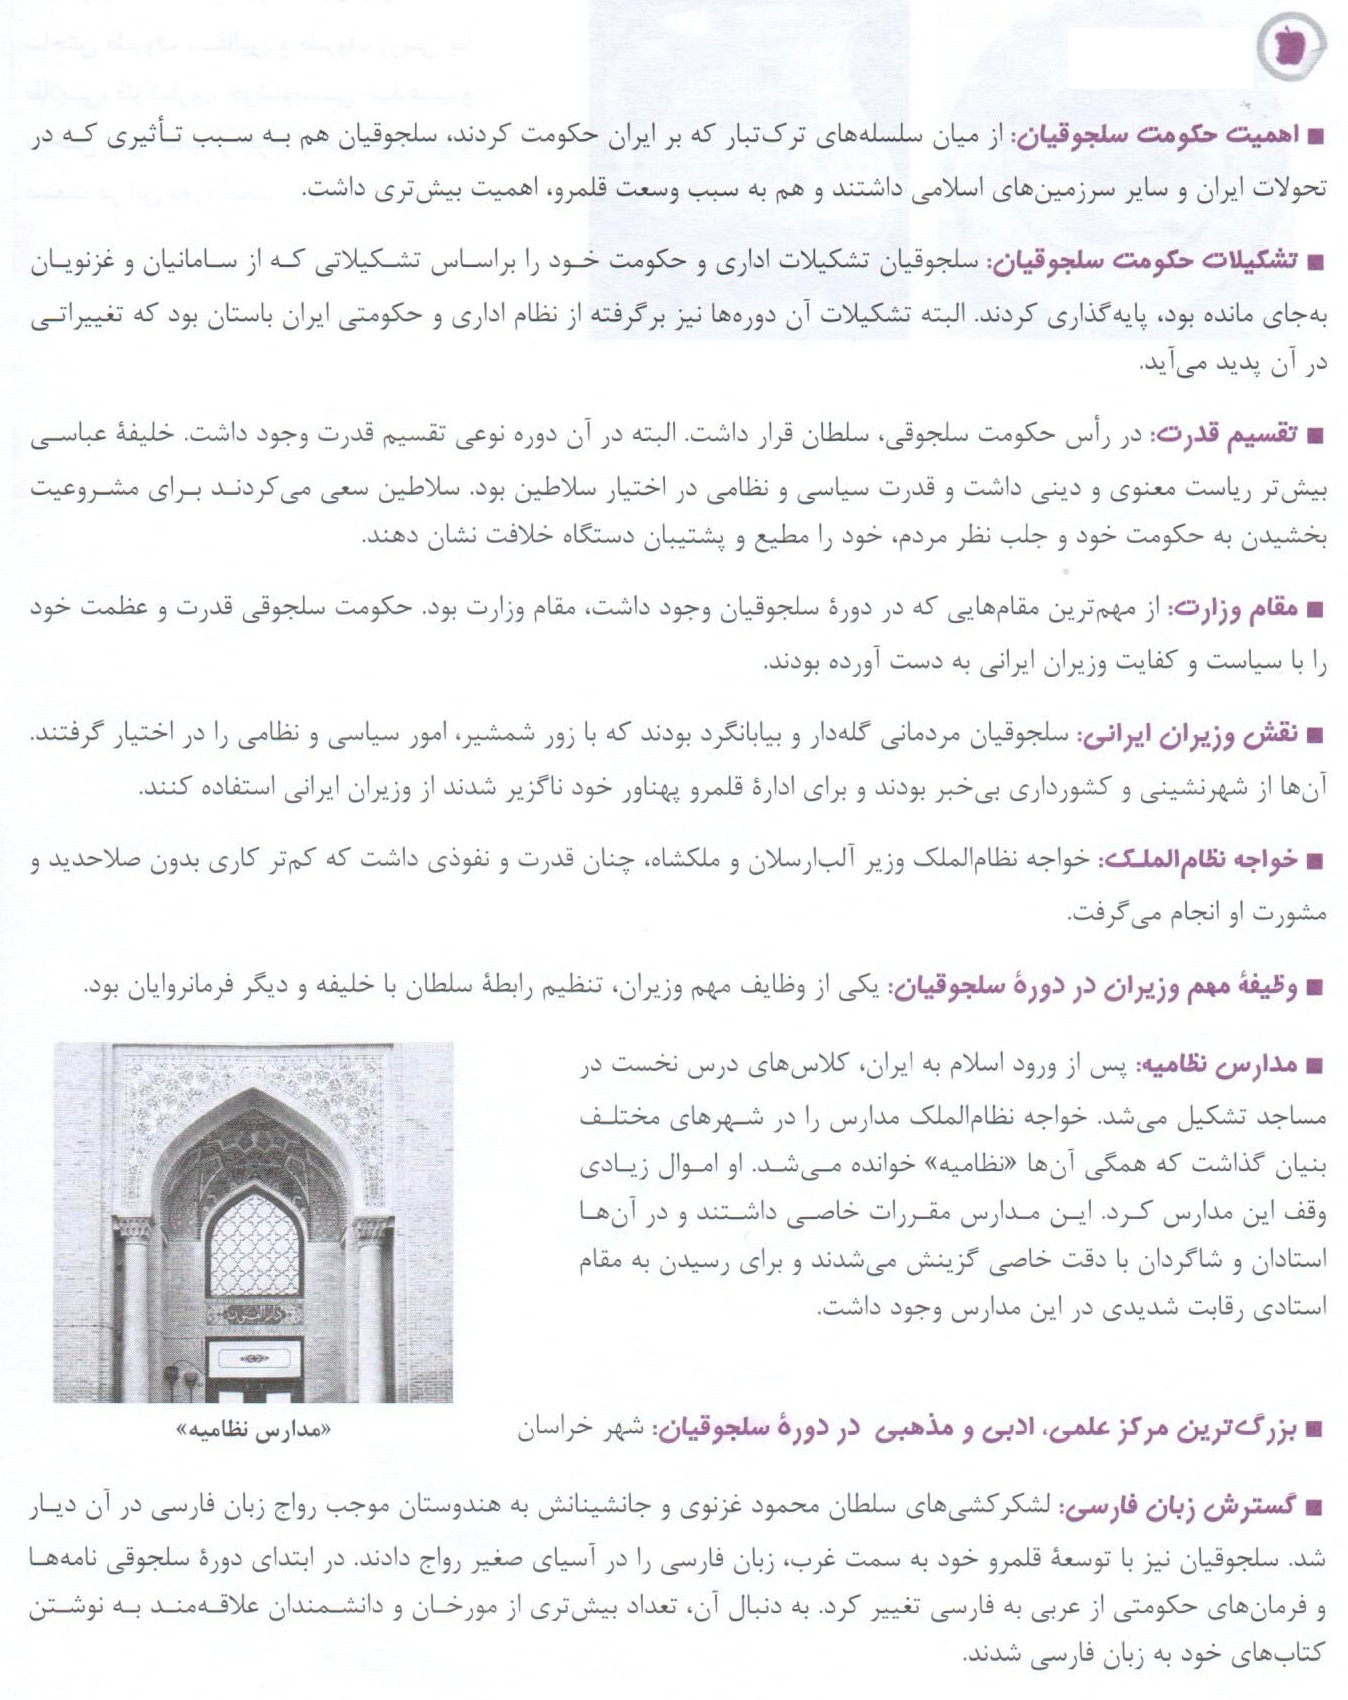 ■ اهمیت حکومت سلجوقیان: از میان سلسله‌های ترک‌تبار که بر ایران حکومت کردند، سلجوقیان هم به سبب تأثیری که در
تحولات ایران و سایر سرزمین‌های اسلامی داشتند و هم به سبب وسعت قلمرو، اهمیت بیش‌تری داشت.
■ تشکیلات حکومت سلجوقیان: سلجوقیان تشکیلات اداری و حکومت خود را براساس تشکیلاتی که از سامانیان و غزنویان
به‌جای مانده بود، پایه‌گذاری کردند. البته تشکیلات آن دوره‌ها نیز برگرفته از نظام اداری و حکومتی ایران باستان بود که تغییراتی
در آن پدید می‌آید.
■ تقسیم قدرت: در رأس حکومت سلجوقی، سلطان قرار داشت. البته در آن دوره نوعی تقسیم قدرت وجود داشت. خلیفهٔ عباسی
بیش‌تر ریاست معنوی و دینی داشت و قدرت سیاسی و نظامی در اختیار سلاطین بود. سلاطین سعی می‌کردند برای مشروعیت
بخشیدن به حکومت خود و جلب نظر مردم، خود را مطیع و پشتیبان دستگاه خلافت نشان دهند.
■ مقام وزارت: از مهم‌ترین مقام‌هایی که در دورهٔ سلجوقیان وجود داشت، مقام وزارت بود. حکومت سلجوقی قدرت و عظمت خود
را با سیاست و کفایت وزیران ایرانی به دست آورده بودند.
■ نقش وزیران ایرانی: سلجوقیان مردمانی گله‌دار و بیابانگرد بودند که با زور شمشیر، امور سیاسی و نظامی را در اختیار گرفتند.
آن‌ها از شهرنشینی و کشورداری بی‌خبر بودند و برای ادارهٔ قلمرو پهناور خود ناگزیر شدند از وزیران ایرانی استفاده کنند.
■ خواجه نظام‌الملک: خواجه نظام‌الملک وزیر آلب‌ارسلان و ملکشاه، چنان قدرت و نفوذی داشت که کم‌تر کاری بدون صلاحدید و
مشورت او انجام می‌گرفت.
■ وظیفهٔ مهم وزیران در دورهٔ سلجوقیان: یکی از وظایف مهم وزیران، تنظیم رابطهٔ سلطان با خلیفه و دیگر فرمانروایان بود.
■ مدارس نظامیه: پس از ورود اسلام به ایران، کلاس‌های درس نخست در
مساجد تشکیل می‌شد. خواجه نظام‌الملک مدارس را در شهرهای مختلف
بنیان گذاشت که همگی آن‌ها «نظامیه» خوانده می‌شد. او اموال زیادی
وقف این مدارس کرد. این مدارس مقررات خاصی داشتند و در آن‌ها
استادان و شاگردان با دقت خاصی گزینش می‌شدند و برای رسیدن به مقام
استادی رقابت شدیدی در این مدارس وجود داشت.
«مدارس نظامیه»
■ بزرگ‌ترین مرکز علمی، ادبی و مذهبی در دورهٔ سلجوقیان: شهر خراسان
■ گسترش زبان فارسی: لشکرکشی‌های سلطان محمود غزنوی و جانشینانش به هندوستان موجب رواج زبان فارسی در آن دیار
شد. سلجوقیان نیز با توسعهٔ قلمرو خود به سمت غرب، زبان فارسی را در آسیای صغیر رواج دادند. در ابتدای دورهٔ سلجوقی نامه‌ها
و فرمان‌های حکومتی از عربی به فارسی تغییر کرد. به دنبال آن، تعداد بیش‌تری از مورخان و دانشمندان علاقه‌مند به نوشتن
کتاب‌های خود به زبان فارسی شدند.